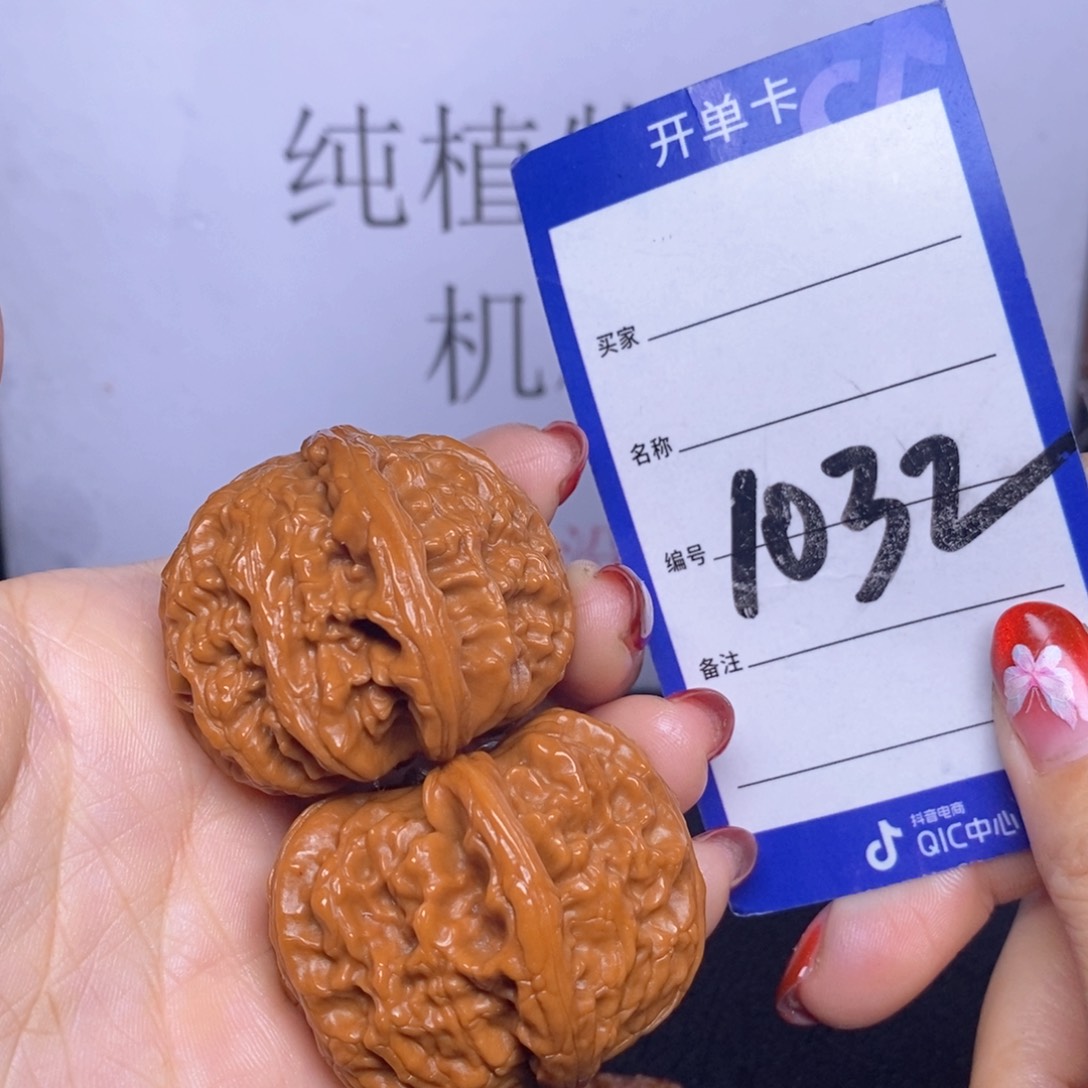 纯植
机
开单卡
买家
名称
编号 1032
备注
抖音电商
QIC中心